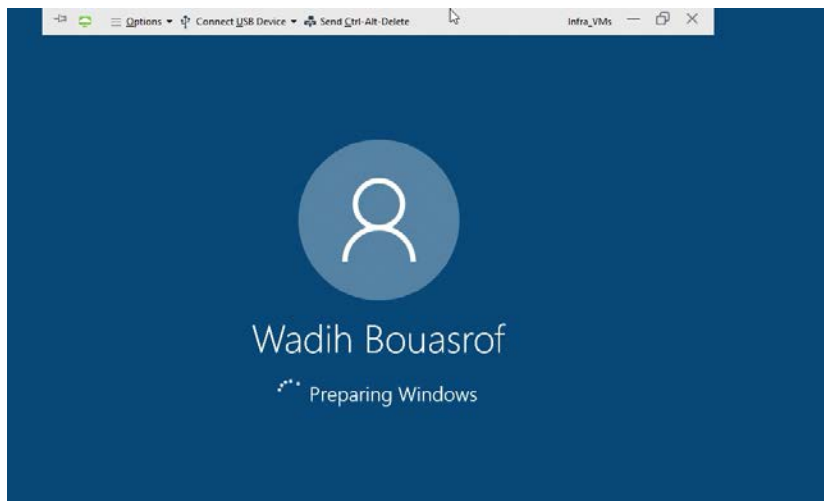 Options Connect USB Device Send Ctrl-Alt-Delete Infra_VMs
Wadih Bouasrof
Preparing Windows